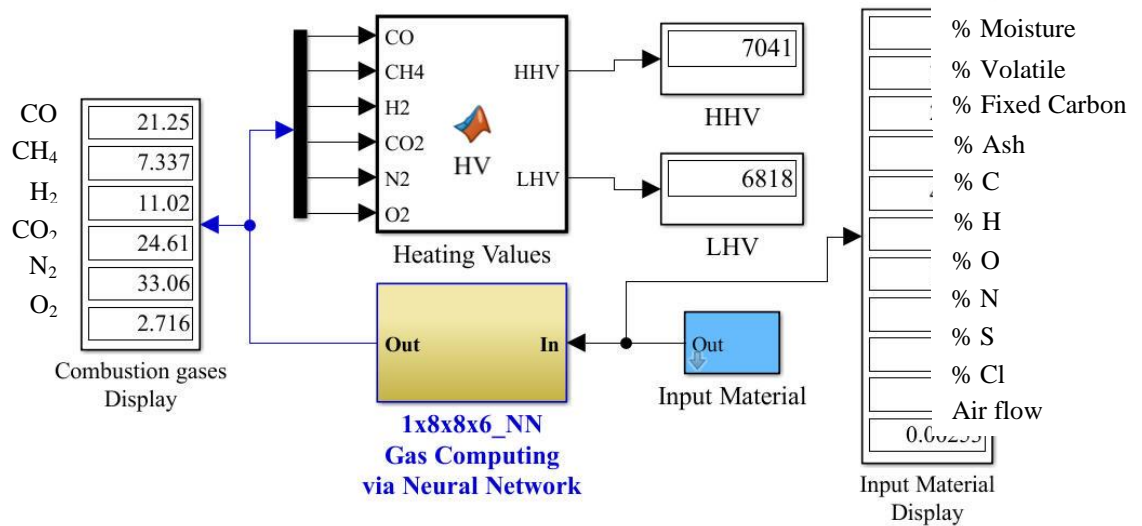 CO
CH4
H2
CO2
N2
O2
21.25
7.337
11.02
24.61
33.06
2.716
Combustion gases
Display
CO
CH4
H2
CO2
N2
O2
HV
HHV
LHV
Heating Values
7041
HHV
6818
LHV
Out
In
1x8x8x6_NN
Gas Computing
via Neural Network
Out
Input Material
% Moisture
% Volatile
% Fixed Carbon
% Ash
% C
% H
% O
% N
% S
% Cl
Air flow
Input Material
Display